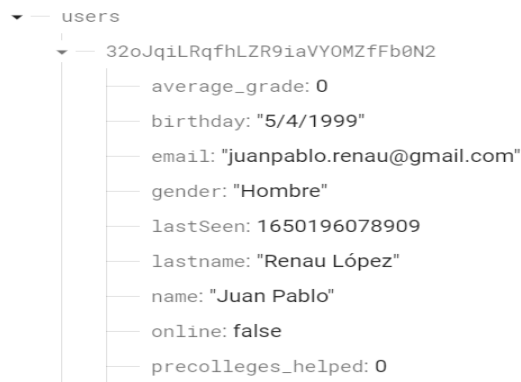 users
32oJqiLRqfhLZR9iaVYOMZfFb0N2
average_grade: 0
birthday: "5/4/1999"
email: "juanpablo.renau@gmail.com"
gender: "Hombre"
lastSeen: 1650196078909
lastname: "Renau López"
name: "Juan Pablo"
online: false
precolleges_helped: 0